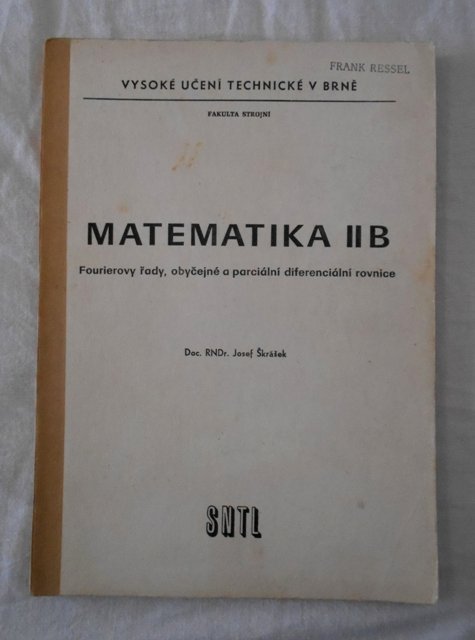 FRANK RESSEL
VYSOKÉ UČENÍ TECHNICKÉ V BRNĚ
FAKULTA STROJNÍ
MATEMATIKA II B
Fourierovy řady, obyčejné a parciální diferenciální rovnice
Doc. RNDr. Josef Škrášek
SNTL